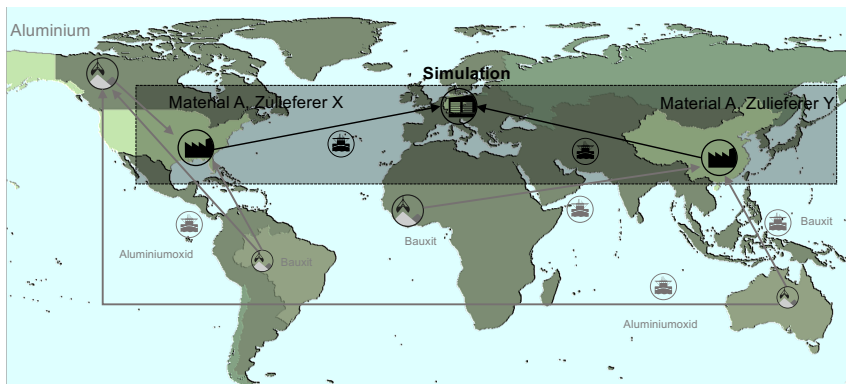 Aluminium
Simulation
Material A, Zulieferer X
Material A, Zulieferer Y
Bauxit
Bauxit
Aluminiumoxid
Bauxit
Aluminiumoxid